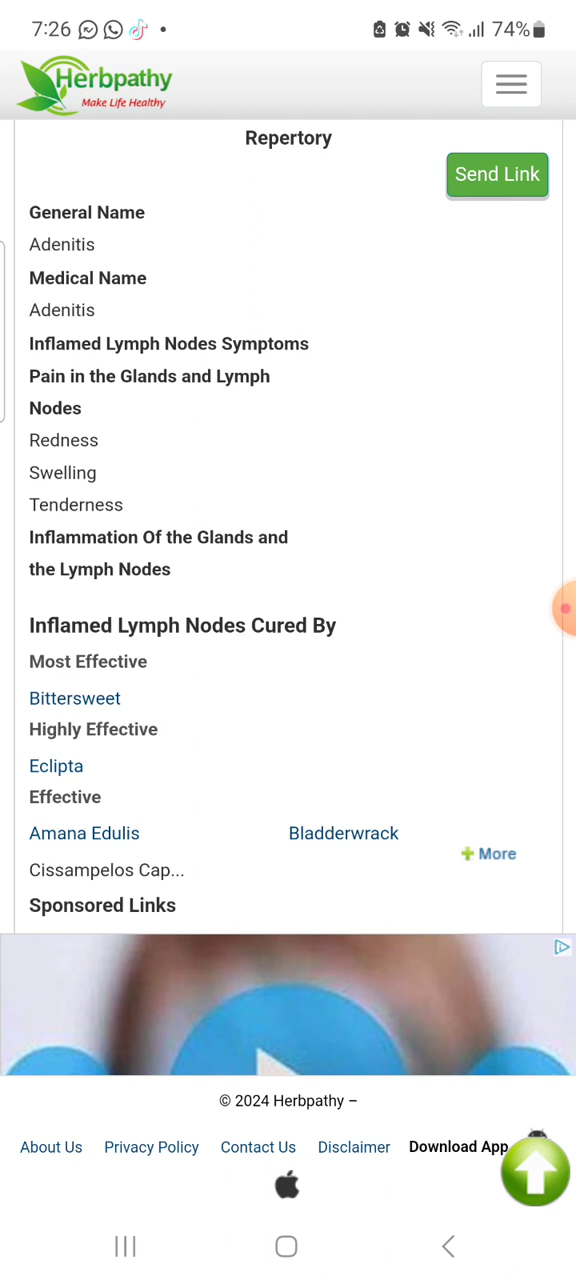 7:26
74%
Herbpathy
Make Life Healthy
Repertory
Send Link
General Name
Adenitis
Medical Name
Adenitis
Inflamed Lymph Nodes Symptoms
Pain in the Glands and Lymph
Nodes
Redness
Swelling
Tenderness
Inflammation Of the Glands and
the Lymph Nodes
Inflamed Lymph Nodes Cured By
Most Effective
Bittersweet
Highly Effective
Eclipta
Effective
Amana Edulis Bladderwrack
More
Cissampelos Cap...
Sponsored Links
© 2024 Herbpathy –
About Us Privacy Policy Contact Us Disclaimer Download App